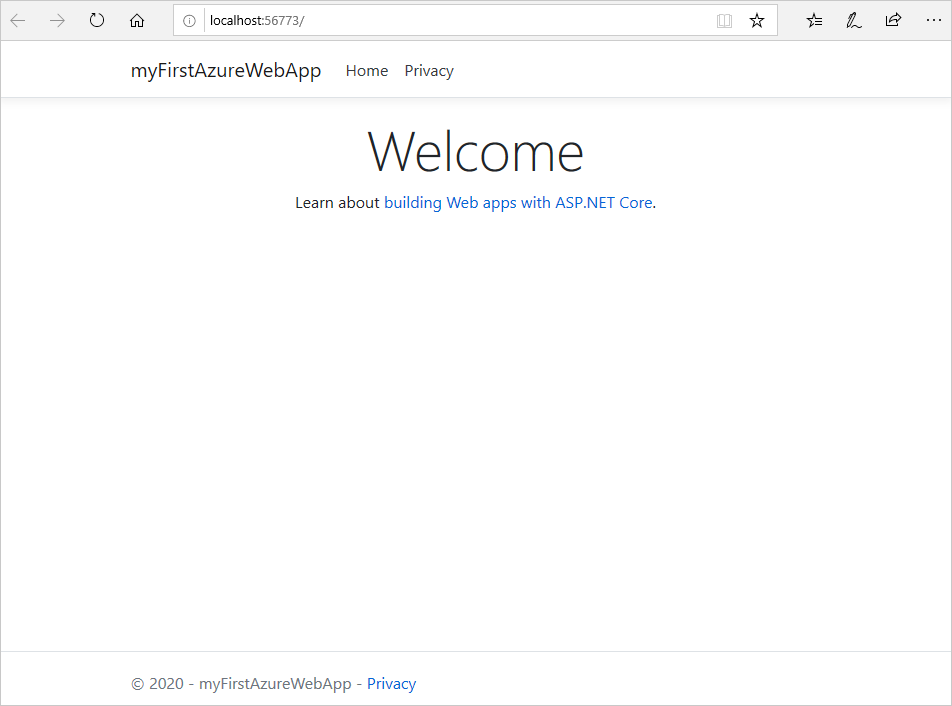 localhost:56773/
myFirstAzureWebApp Home Privacy
Welcome
Learn about building Web apps with ASP.NET Core.
© 2020 - myFirstAzureWebApp - Privacy